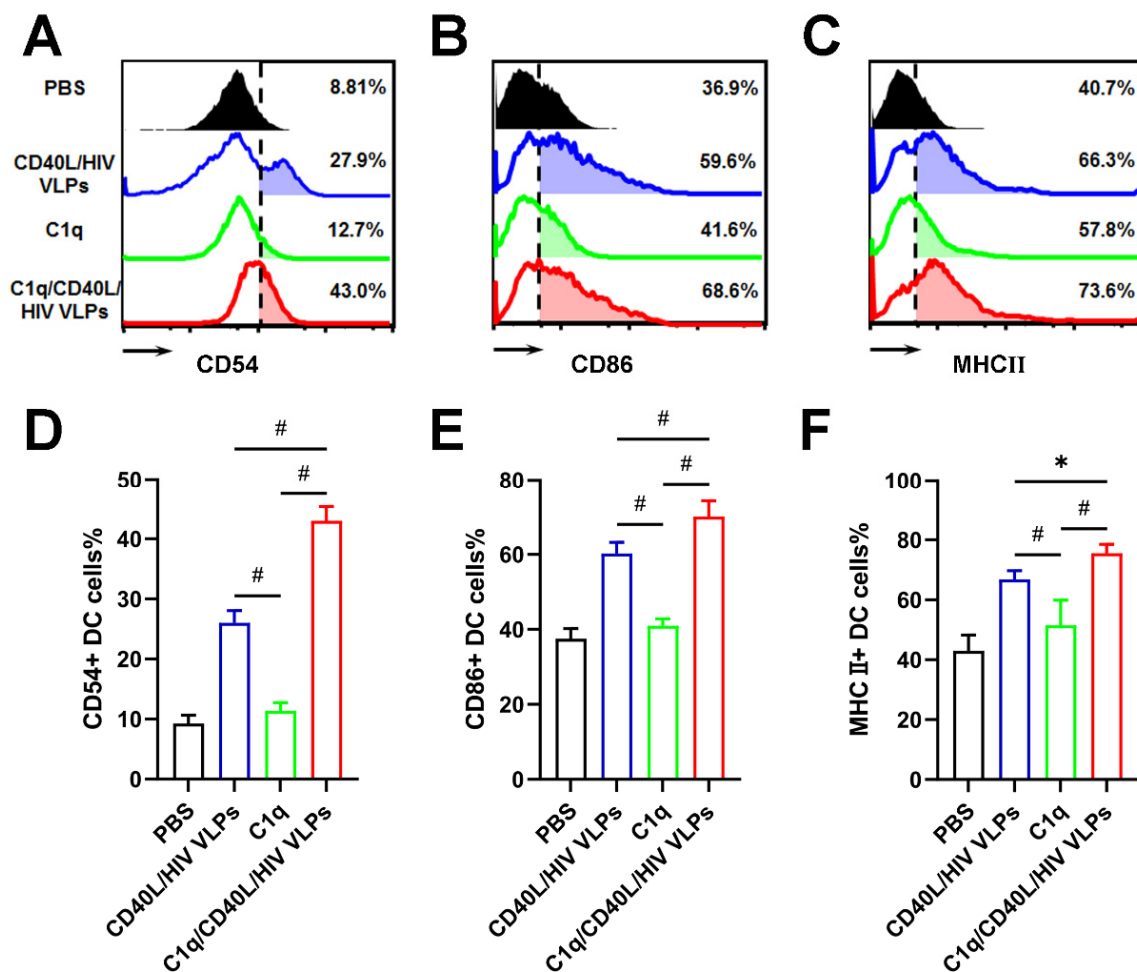 A
B
C
PBS
CD40L/HIV
VLPs
C1q
C1q/CD40L/
HIV VLPs
8.81%
27.9%
12.7%
43.0%
CD54
36.9%
59.6%
41.6%
68.6%
CD86
40.7%
66.3%
57.8%
73.6%
MHCII
D
CD54+ DC cells%
50
40
30
20
10
0
#
#
#
PBS
CD40L/HIV VLPs
C1q
C1q/CD40L/HIV VLPs
E
CD86+ DC cells%
80
60
40
20
0
#
#
#
PBS
CD40L/HIV VLPs
C1q
C1q/CD40L/HIV VLPs
F
MHC II+ DC cells%
100
80
60
40
20
0
*
#
#
PBS
CD40L/HIV VLPs
C1q
C1q/CD40L/HIV VLPs